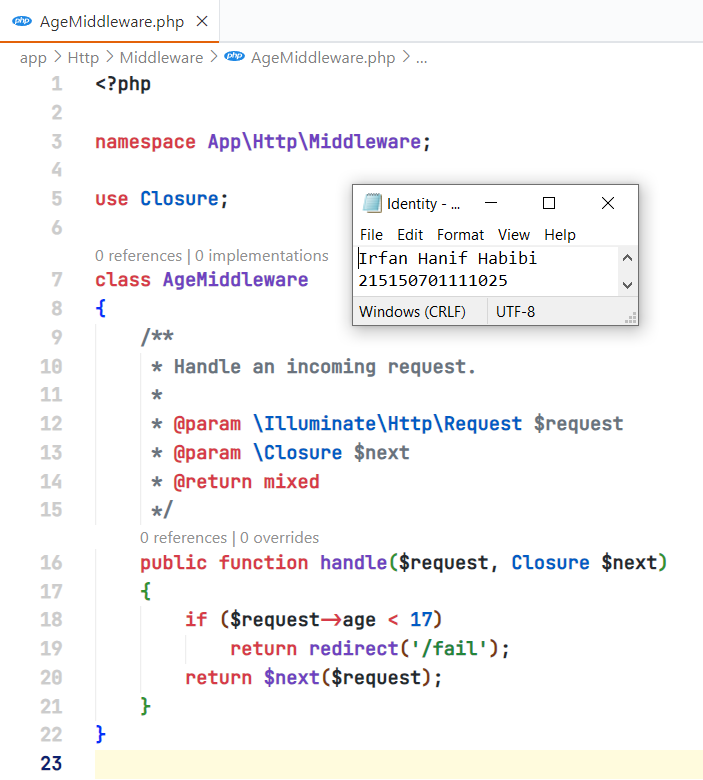 php AgeMiddleware.php ×
app > Http > Middleware > php AgeMiddleware.php > ...
1 <?php
2
3 namespace App\Http\Middleware;
4
5 use Closure;
6
0 references | 0 implementations
7 class AgeMiddleware
8 {
9 /**
10 * Handle an incoming request.
11 *
12 * @param \Illuminate\Http\Request $request
13 * @param \Closure $next
14 * @return mixed
15 */
0 references | 0 overrides
16 public function handle($request, Closure $next)
17 {
18 if ($request->age < 17)
19 return redirect('/fail');
20 return $next($request);
21 }
22 }
23
Identity - ...
File Edit Format View Help
Irfan Hanif Habibi
215150701111025
Windows (CRLF) UTF-8